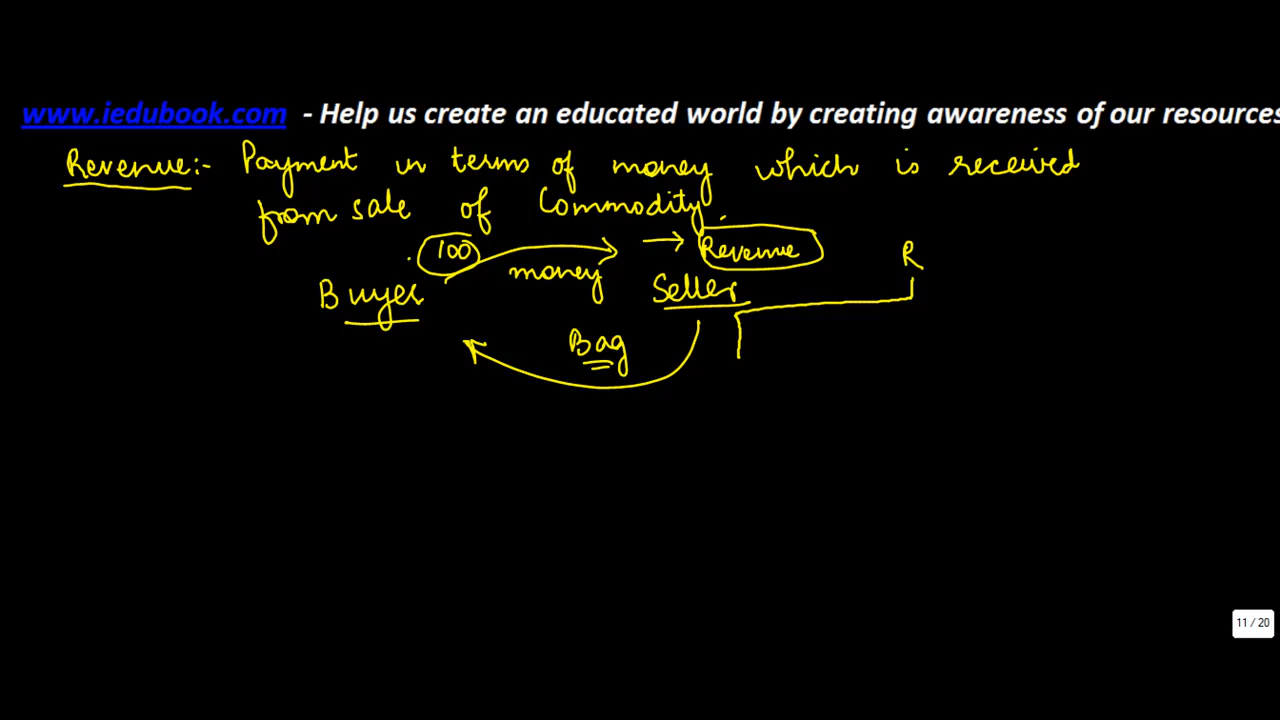 www.iedubook.com - Help us create an educated world by creating awareness of our resources
Revenue:- Payment in terms of money which is received
from sale of Commodity.
100 → Revenue R
money
Buyer Seller
Bag
11 / 20